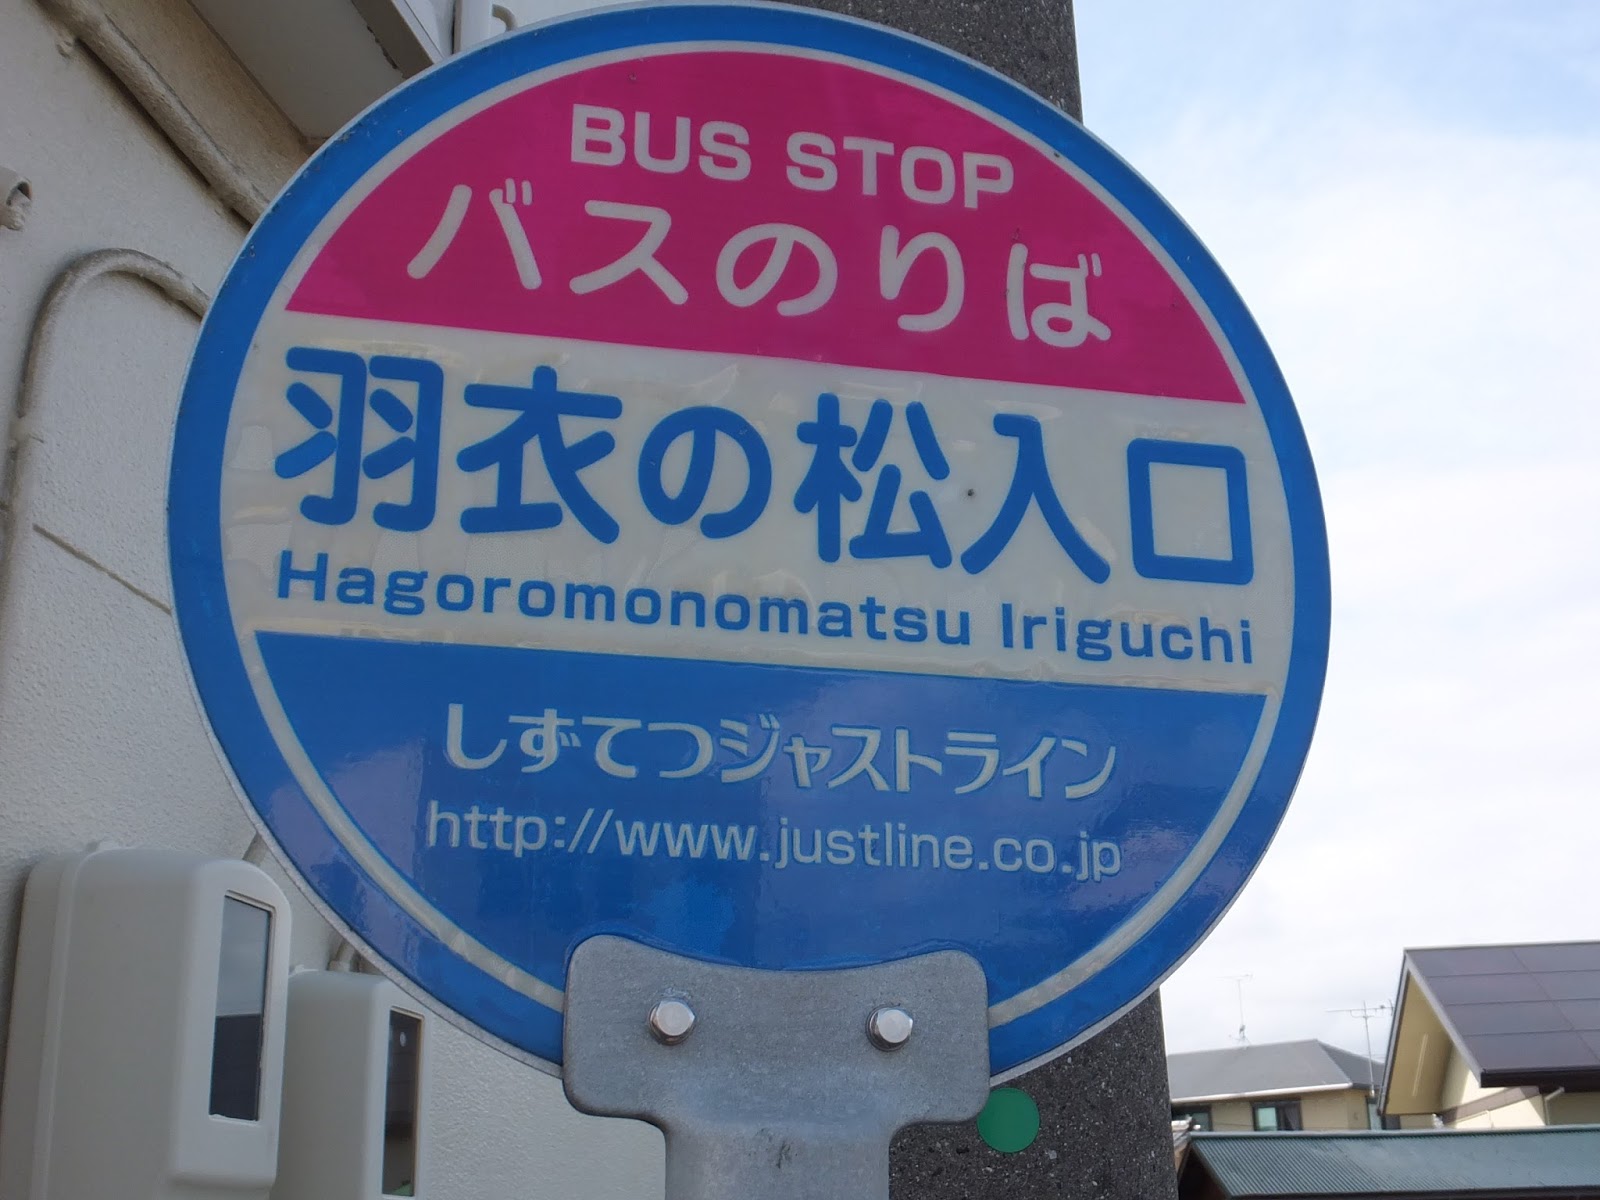 BUS STOP
バスのりば
羽衣の松入口
Hagoromonomatsu Iriguchi
しずてつジャストライン
http://www.justline.co.jp